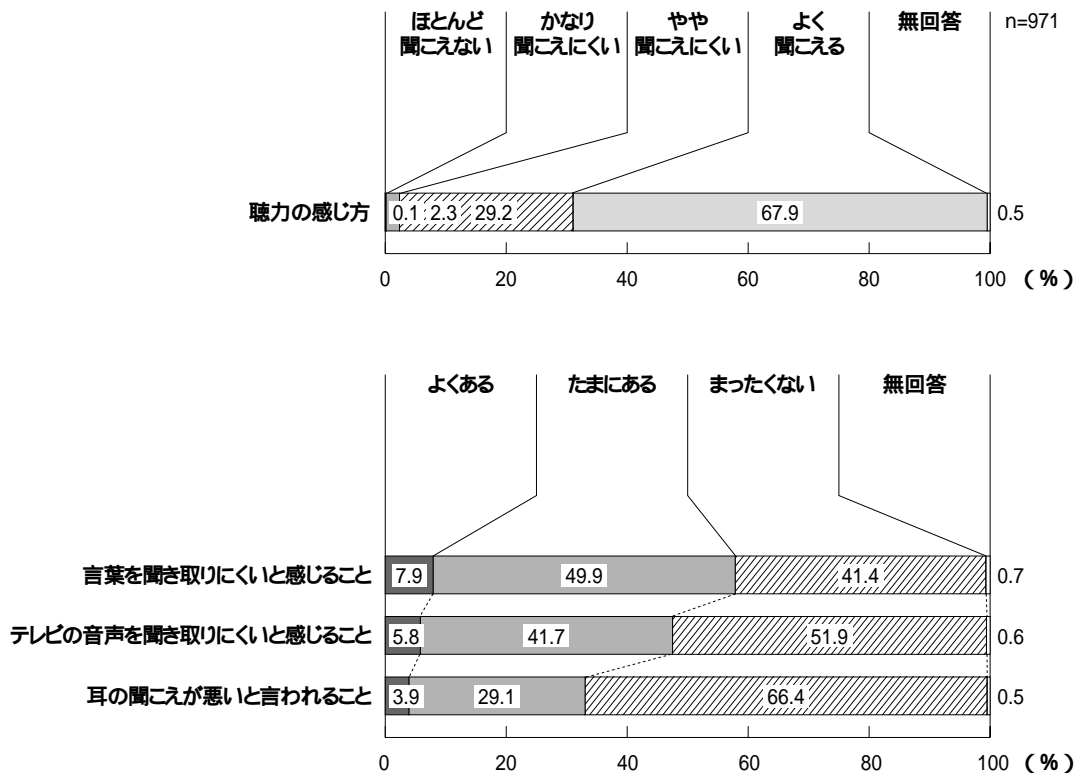 ほとんど 聞こえない
かなり 聞こえにくい
やや 聞こえにくい
よく 聞こえる
無回答
n=971
聴力の感じ方 0.1 2.3 29.2 67.9 0.5
0 20 40 60 80 100 (%)
よくある たまにある まったくない 無回答
言葉を聞き取りにくいと感じること 7.9 49.9 41.4 0.7
テレビの音声を聞き取りにくいと感じること 5.8 41.7 51.9 0.6
耳の聞こえが悪いと言われること 3.9 29.1 66.4 0.5
0 20 40 60 80 100 (%)